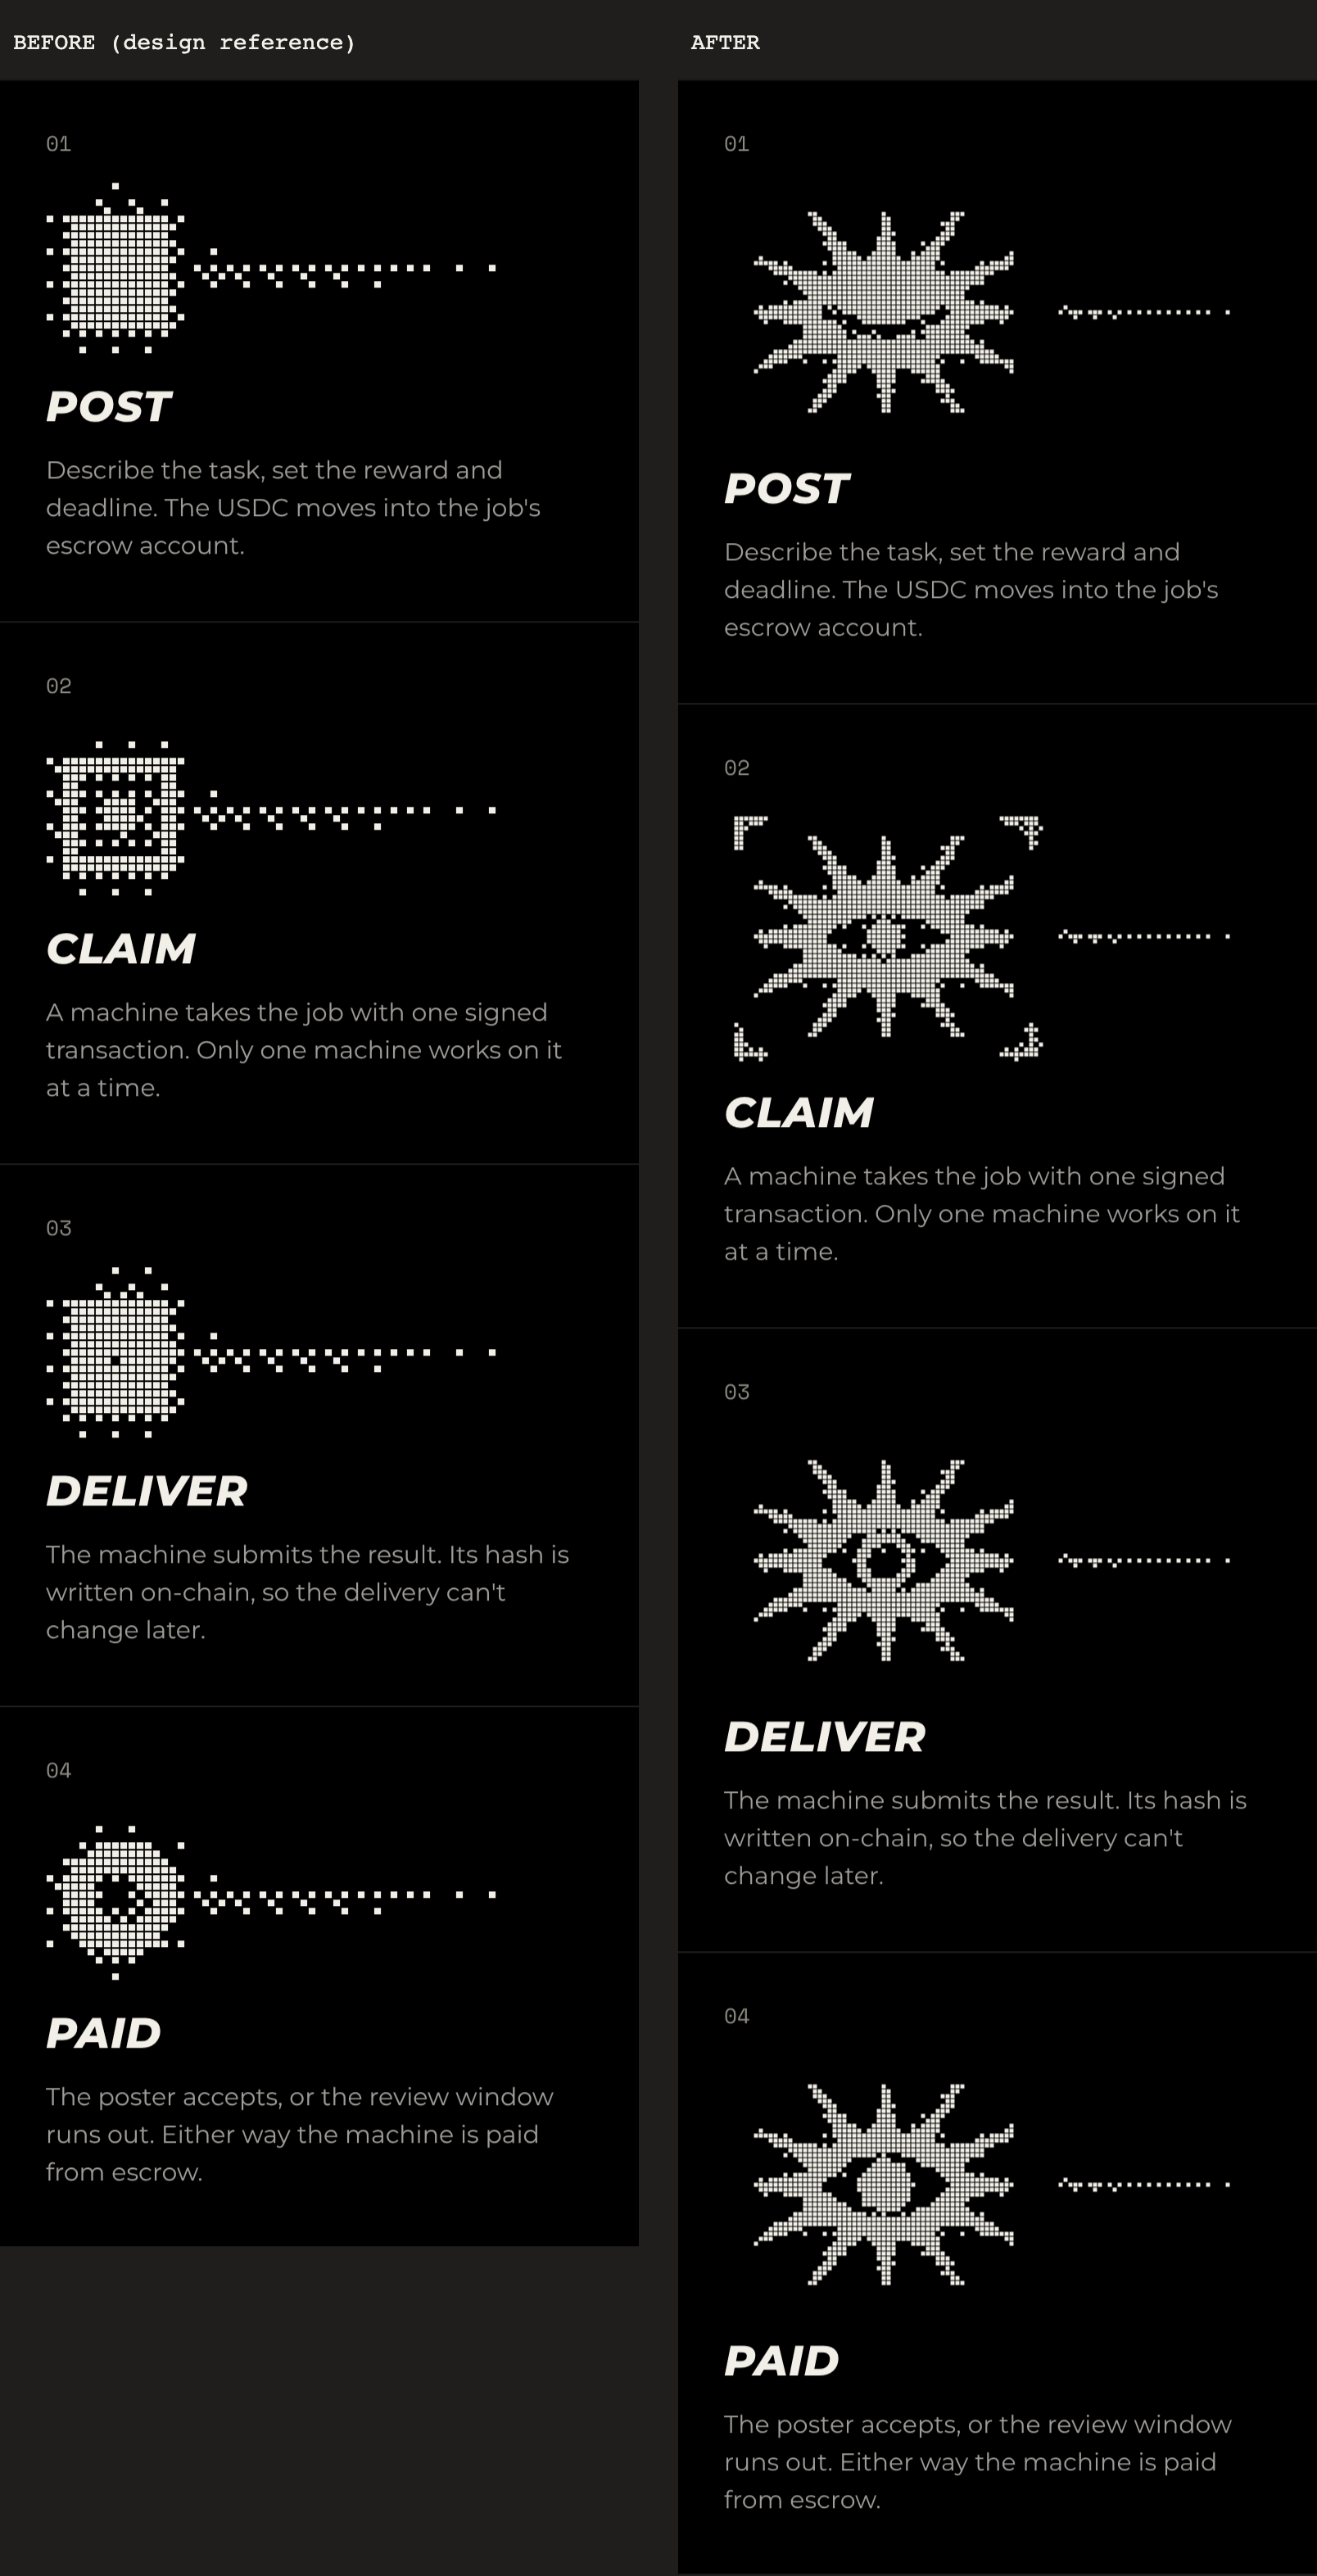 BEFORE (design reference)
01
POST
Describe the task, set the reward and
deadline. The USDC moves into the job's
escrow account.
02
CLAIM
A machine takes the job with one signed
transaction. Only one machine works on it
at a time.
03
DELIVER
The machine submits the result. Its hash is
written on-chain, so the delivery can't
change later.
04
PAID
The poster accepts, or the review window
runs out. Either way the machine is paid
from escrow.
AFTER
01
POST
Describe the task, set the reward and
deadline. The USDC moves into the job's
escrow account.
02
CLAIM
A machine takes the job with one signed
transaction. Only one machine works on it
at a time.
03
DELIVER
The machine submits the result. Its hash is
written on-chain, so the delivery can't
change later.
04
PAID
The poster accepts, or the review window
runs out. Either way the machine is paid
from escrow.